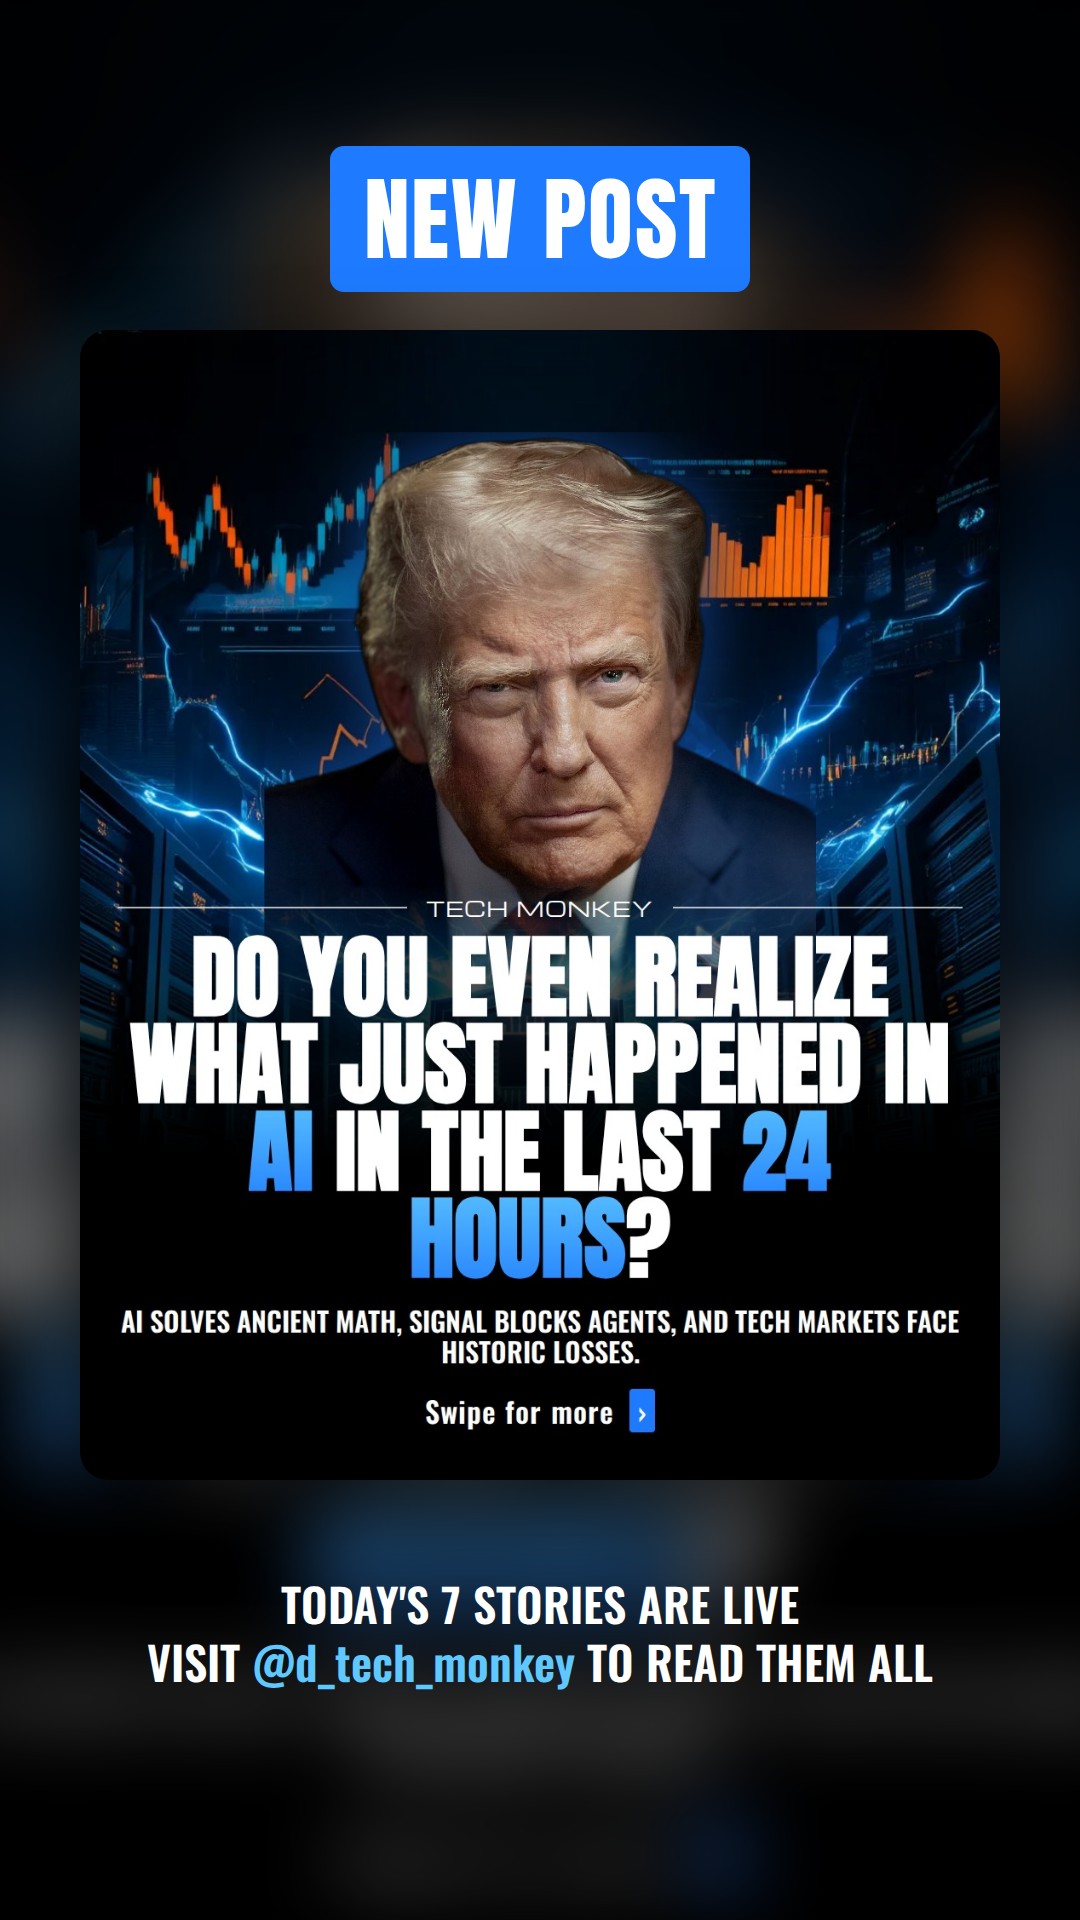 NEW POST
TECH MONKEY
DO YOU EVEN REALIZE
WHAT JUST HAPPENED IN
AI IN THE LAST 24
HOURS?
AI SOLVES ANCIENT MATH, SIGNAL BLOCKS AGENTS, AND TECH MARKETS FACE
HISTORIC LOSSES.
Swipe for more ›
TODAY'S 7 STORIES ARE LIVE
VISIT @d_tech_monkey TO READ THEM ALL